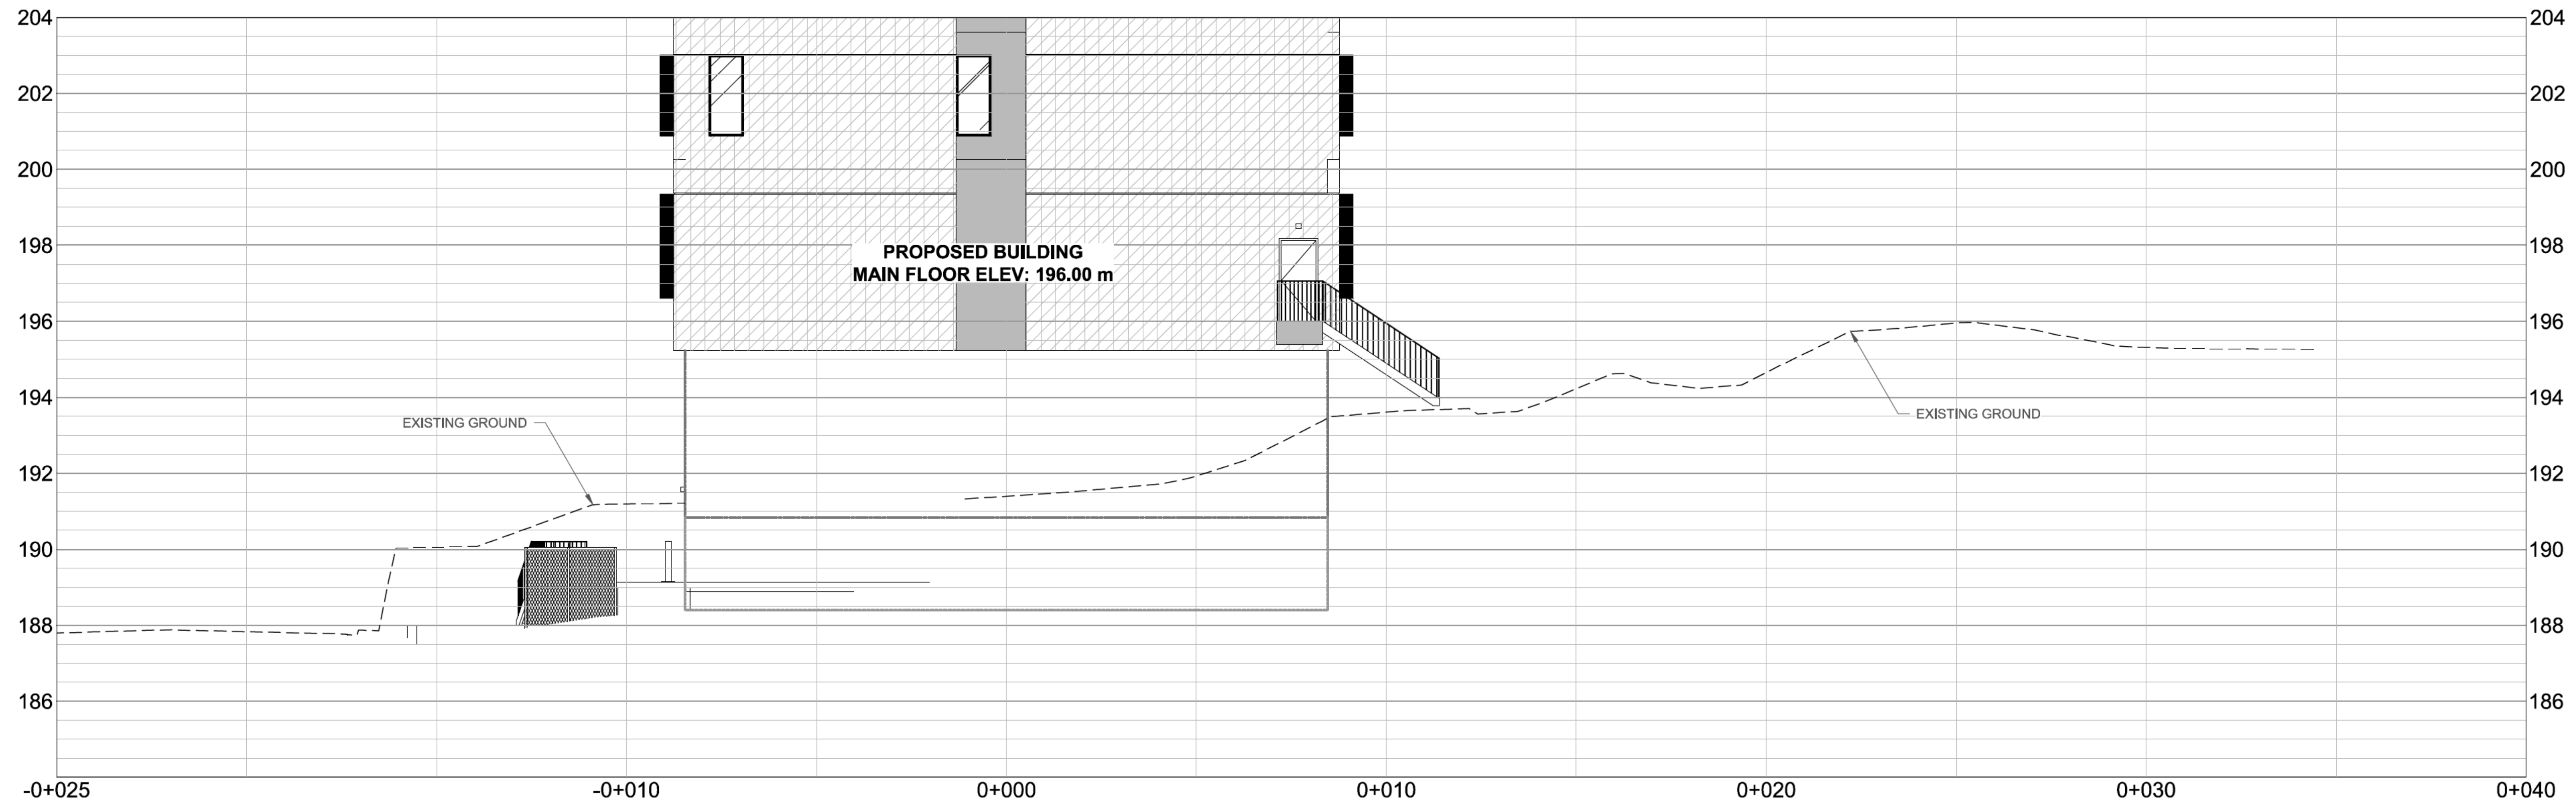 204 204
202 202
200 200
198 198
PROPOSED BUILDING
MAIN FLOOR ELEV: 196.00 m
196 196
194 194
EXISTING GROUND EXISTING GROUND
192 192
190 190
188 188
186 186
-0+025 -0+010 0+000 0+010 0+020 0+030 0+040